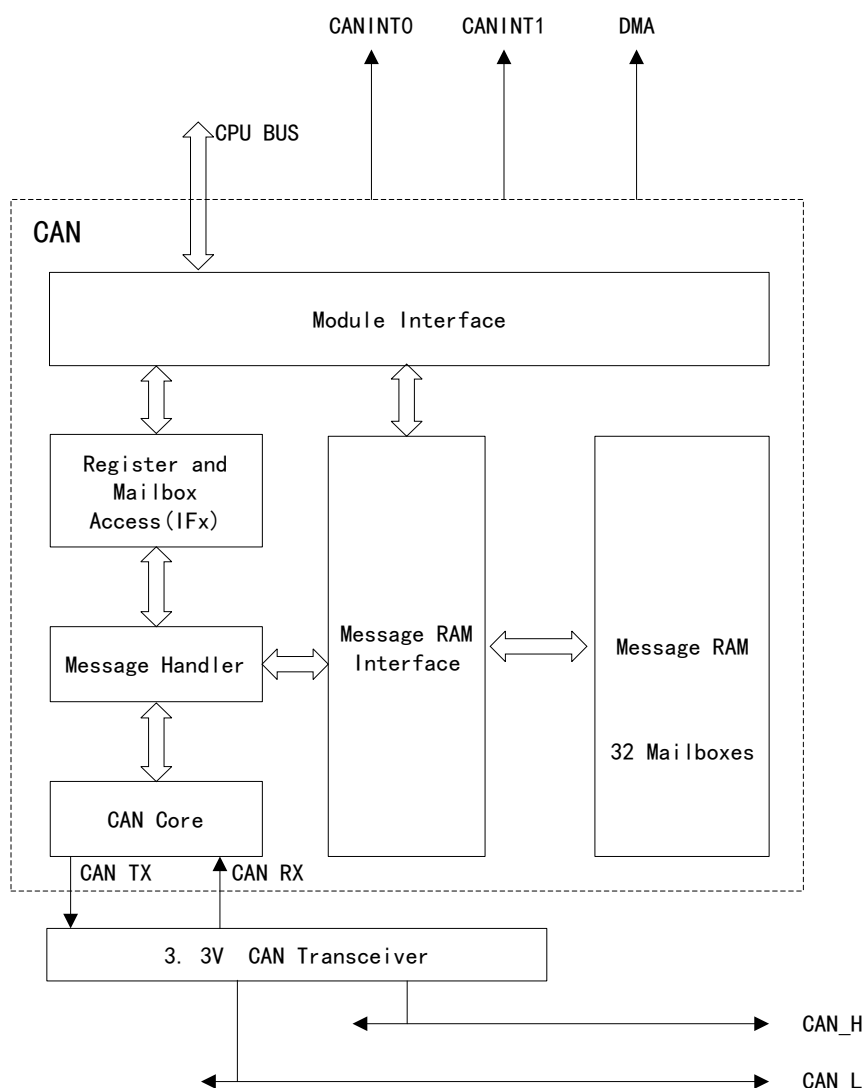 CANINT0 CANINT1 DMA
CPU BUS
CAN
Module Interface
Register and
Mailbox
Access(IFx)
Message Handler
Message RAM
Interface
Message RAM
32 Mailboxes
CAN Core
CAN TX
CAN RX
3. 3V CAN Transceiver
CAN_H
CAN_L